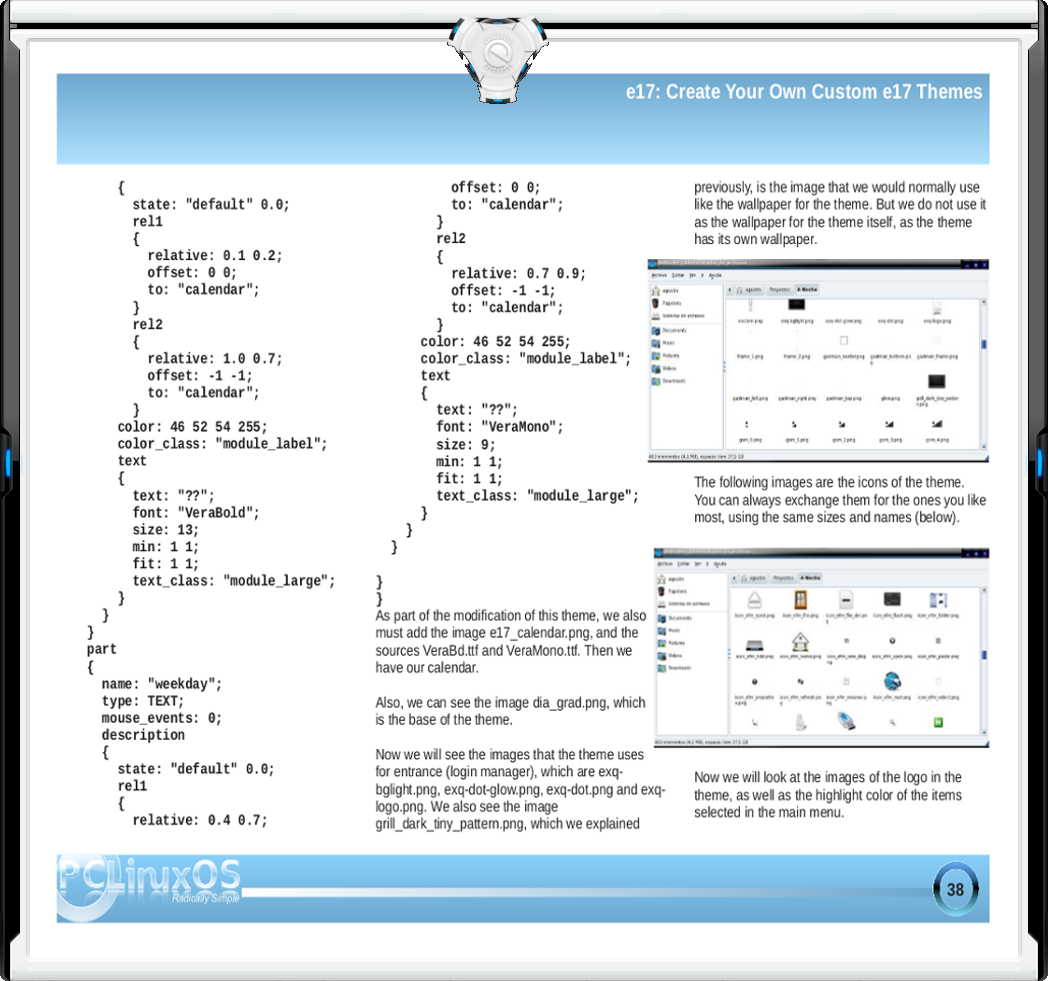 e17: Create Your Own Custom e17 Themes
{
state: "default" 0.0;
rel1
{
relative: 0.1 0.2;
offset: 0 0;
to: "calendar";
}
rel2
{
relative: 1.0 0.7;
offset: -1 -1;
to: "calendar";
}
color: 46 52 54 255;
color_class: "module_label";
text
{
text: "??";
font: "VeraBold";
size: 13;
min: 1 1;
fit: 1 1;
text_class: "module_large";
}
}
}
part
{
name: "weekday";
type: TEXT;
mouse_events: 0;
description
{
state: "default" 0.0;
rel1
{
relative: 0.4 0.7;
offset: 0 0;
to: "calendar";
}
rel2
{
relative: 0.7 0.9;
offset: -1 -1;
to: "calendar";
}
color: 46 52 54 255;
color_class: "module_label";
text
{
text: "??";
font: "VeraMono";
size: 9;
min: 1 1;
fit: 1 1;
text_class: "module_large";
}
}
}
}
}
As part of the modification of this theme, we also
must add the image e17_calendar.png, and the
sources VeraBd.ttf and VeraMono.ttf. Then we
have our calendar.
Also, we can see the image dia_grad.png, which
is the base of the theme.
Now we will see the images that the theme uses
for entrance (login manager), which are exq-
bglight.png, exq-dot-glow.png, exq-dot.png and exq-
logo.png. We also see the image
grill_dark_tiny_pattern.png, which we explained
previously, is the image that we would normally use
like the wallpaper for the theme. But we do not use it
as the wallpaper for the theme itself, as the theme
has its own wallpaper.
The following images are the icons of the theme.
You can always exchange them for the ones you like
most, using the same sizes and names (below).
Now we will look at the images of the logo in the
theme, as well as the highlight color of the items
selected in the main menu.
PCLinuxOS
Radically Simple
38